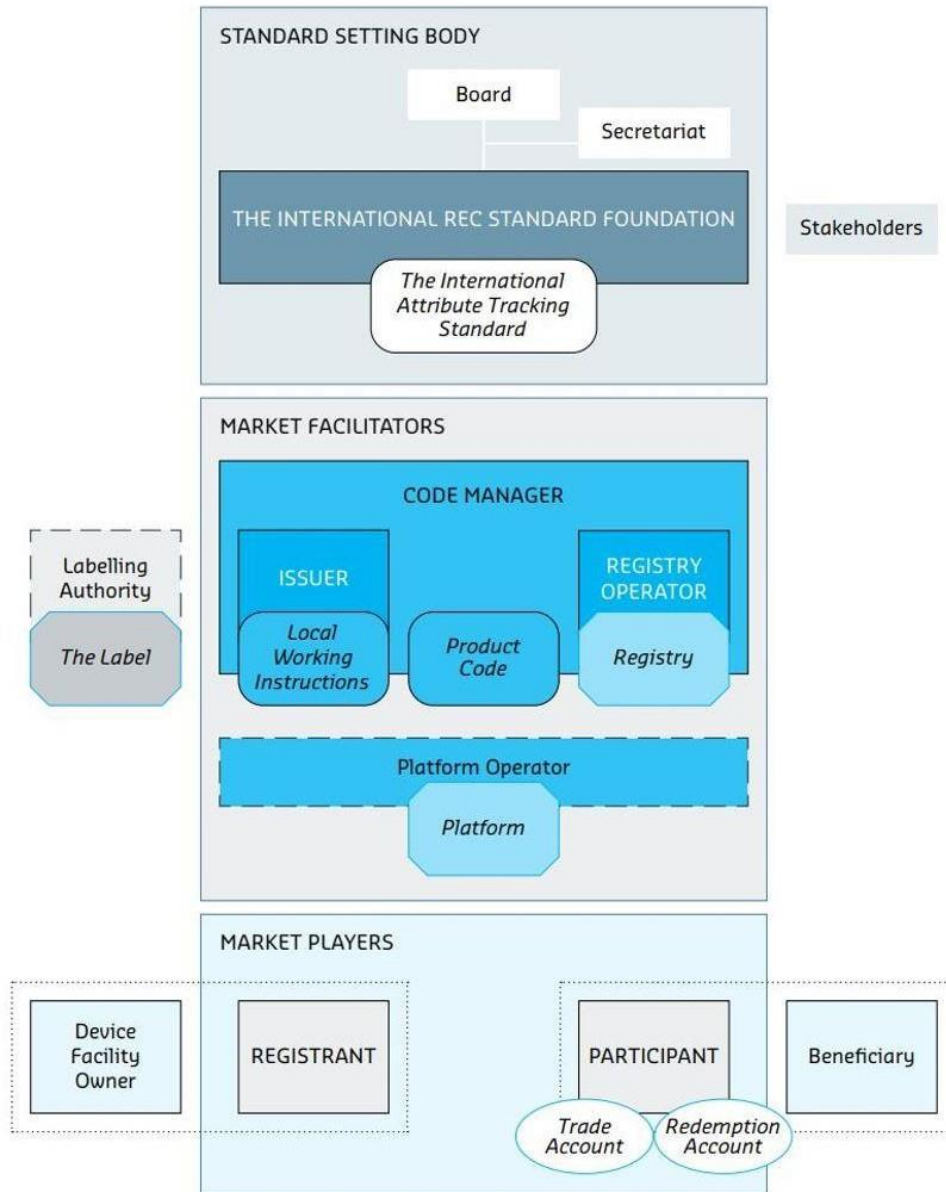 STANDARD SETTING BODY
Board
Secretariat
THE INTERNATIONAL REC STANDARD FOUNDATION
Stakeholders
The International
Attribute Tracking
Standard
MARKET FACILITATORS
CODE MANAGER
Labelling
Authority
The Label
ISSUER
Local
Working
Instructions
Product
Code
REGISTRY
OPERATOR
Registry
Platform Operator
Platform
MARKET PLAYERS
Device
Facility
Owner
REGISTRANT
PARTICIPANT
Beneficiary
Trade
Account
Redemption
Account